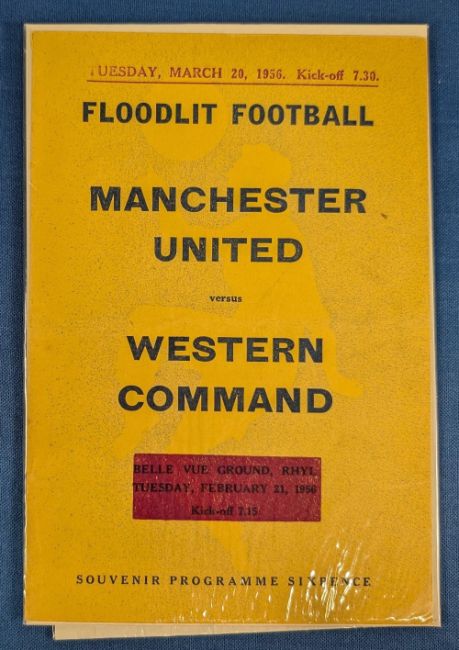 TUESDAY, MARCH 20, 1956. Kick-off 7.30.
FLOODLIT FOOTBALL
MANCHESTER
UNITED
versus
WESTERN
COMMAND
BELLE VUE GROUND, RHYL
TUESDAY, FEBRUARY 21, 1956
Kick-off 7.15
SOUVENIR PROGRAMME SIXPENCE